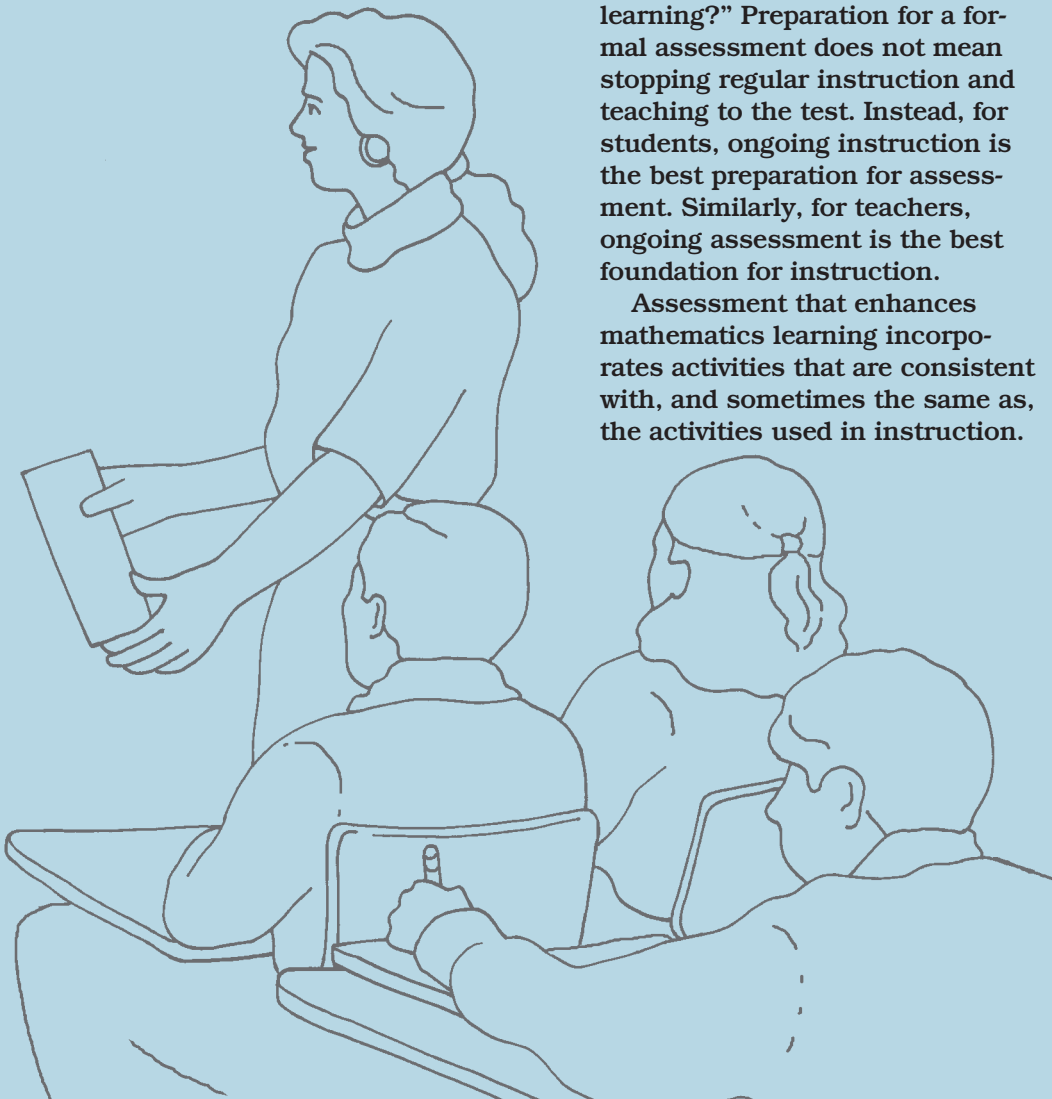 learning?” Preparation for a for-
mal assessment does not mean
stopping regular instruction and
teaching to the test. Instead, for
students, ongoing instruction is
the best preparation for assess-
ment. Similarly, for teachers,
ongoing assessment is the best
foundation for instruction.
Assessment that enhances
mathematics learning incorpo-
rates activities that are consistent
with, and sometimes the same as,
the activities used in instruction.